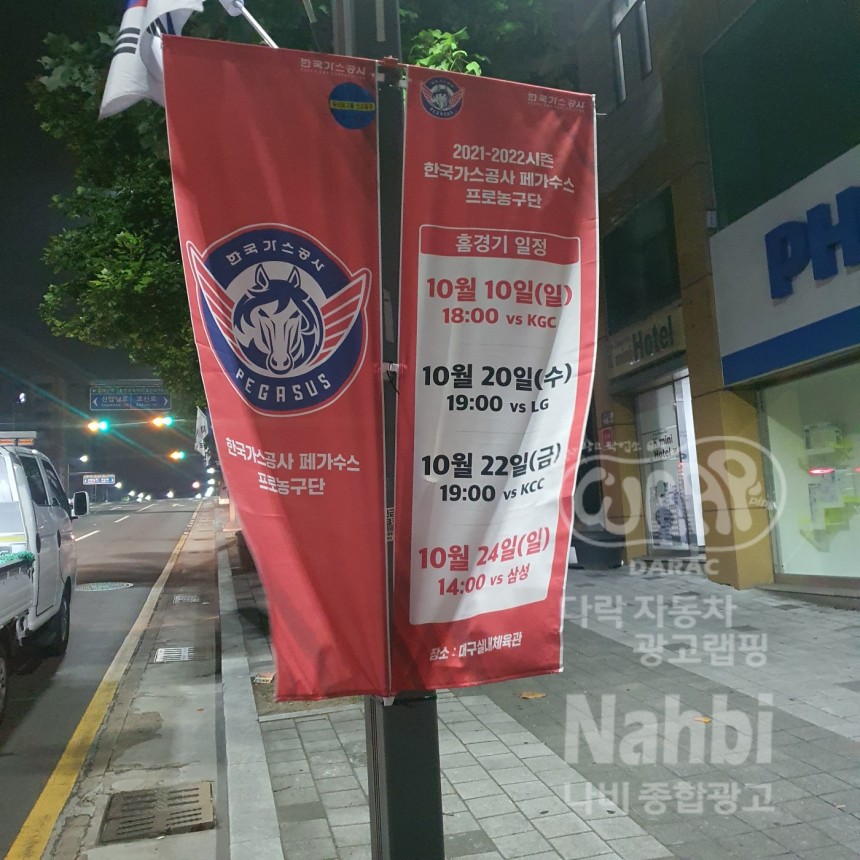 한국가스공사
한국가스공사
PEGASUS
한국가스공사 페가수스
프로농구단
PEGASUS
한국가스공사
2021-2022시즌
한국가스공사 페가수스
프로농구단
홈경기 일정
10월 10일(일)
18:00 vs KGC
10월 20일(수)
19:00 vs LG
10월 22일(금)
19:00 vs KCC
10월 24일(일)
14:00 vs 삼성
장소 : 대구실내체육관
PH
Hotel
mini
Hotel
DARAC
다락 자동차
광고랩핑
Nahbi
나비 종합광고